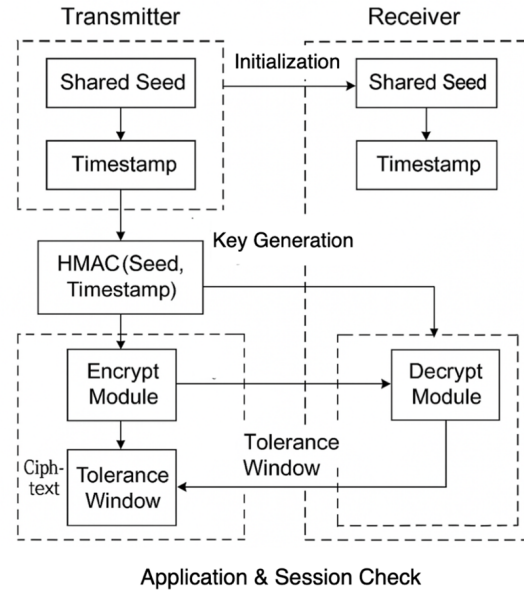 Transmitter
Receiver
Initialization
Shared Seed
Shared Seed
Timestamp
Timestamp
Key Generation
HMAC(Seed,
Timestamp)
Encrypt
Module
Decrypt
Module
Tolerance
Window
Ciph-
text
Tolerance
Window
Application & Session Check